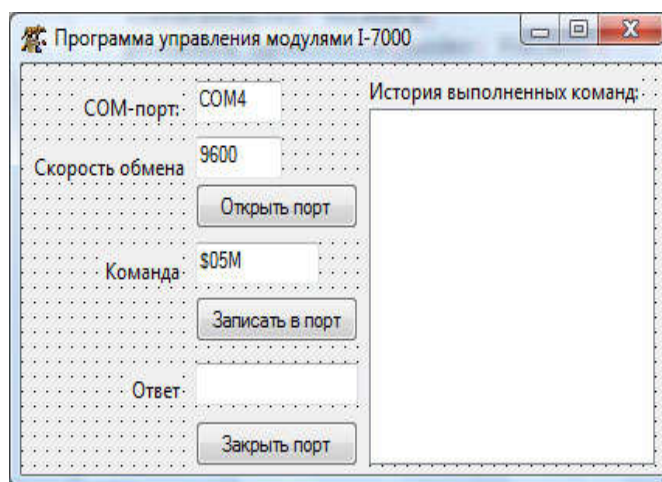 Программа управления модулями I-7000
COM-порт:
COM4
История выполненных команд:
Скорость обмена
9600
Открыть порт
Команда
$05M
Записать в порт
Ответ
Закрыть порт